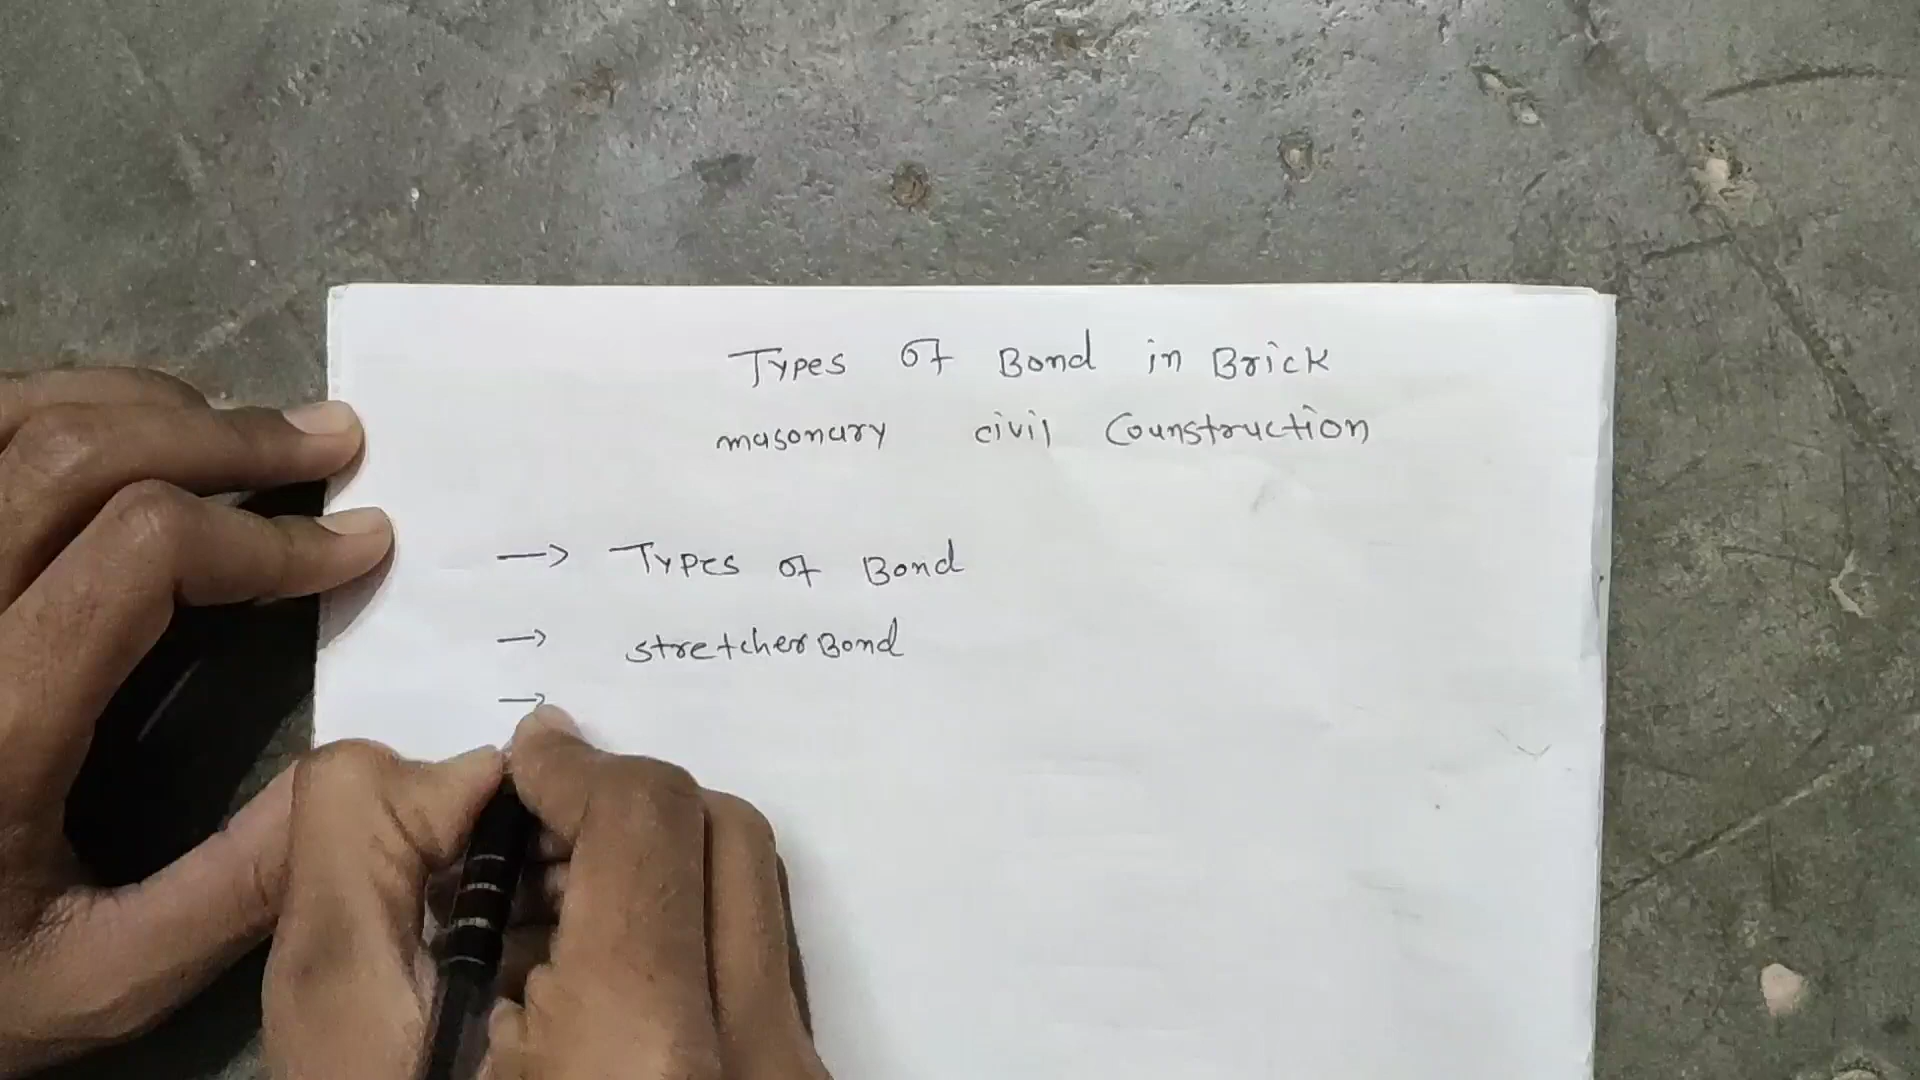 Types of Bond in Brick
masonary civil Counstruction
→ Types of Bond
→ stretcher Bond
→